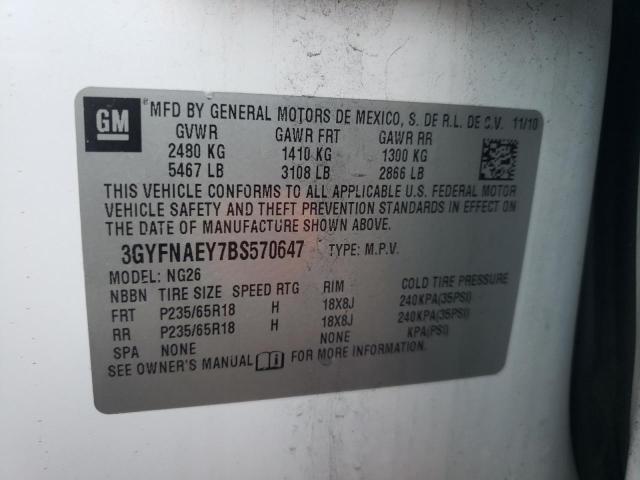 GM
® MFD BY GENERAL MOTORS DE MEXICO, S. DE R.L. DE C.V. 11/10
GVWR GAWR FRT GAWR RR
2480 KG 1410 KG 1300 KG
5467 LB 3108 LB 2866 LB
THIS VEHICLE CONFORMS TO ALL APPLICABLE U.S. FEDERAL MOTOR
VEHICLE SAFETY AND THEFT PREVENTION STANDARDS IN EFFECT ON
THE DATE OF MANUFACTURE SHOWN ABOVE.
3GYFNAEY7BS570647 TYPE: M.P.V.
MODEL: NG26
NBBN TIRE SIZE SPEED RTG RIM COLD TIRE PRESSURE
FRT P235/65R18 H 18X8J 240KPA(35PSI)
RR P235/65R18 H 18X8J 240KPA(35PSI)
SPA NONE NONE KPA(PSI)
SEE OWNER'S MANUAL FOR MORE INFORMATION.